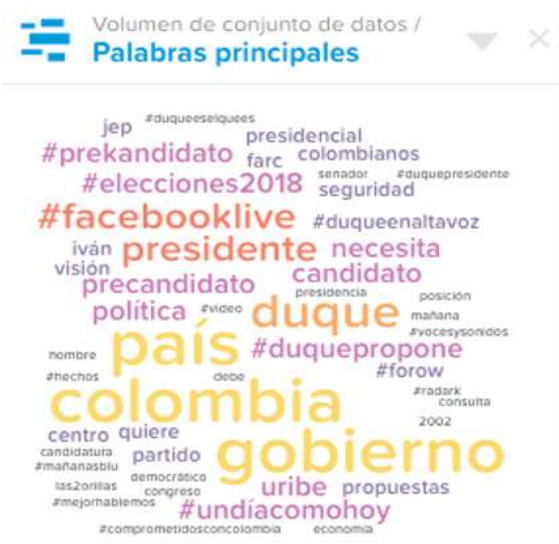 Volumen de conjunto de datos /
Palabras principales
jep #duqueeselquees
presidencial
#prekandidato farc colombianos
#elecciones2018 senador #duquepresidente
seguridad
#facebooklive #duqueenaltavoz
iván presidente necesita
visión
precandidato candidato
presidencia posición
política #video duque mañana
#vocesysonidos
nombre país #duquepropone
#hechos debe #forow
colombia #radark
consulta
2002
centro quiere gobierno
candidatura partido
#mañanasblu
democrático
las2orillas congreso uribe propuestas
#mejorhablemos #undíacomohoy
#comprometidosconcolombia economía